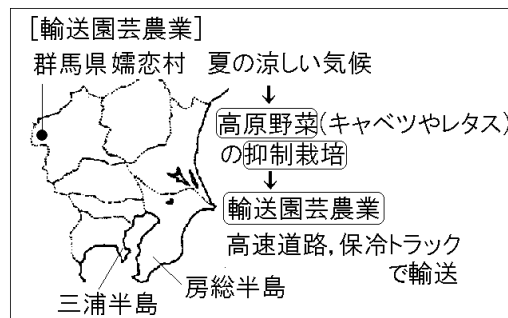 [輸送園芸農業]
群馬県嬬恋村 夏の涼しい気候
↓
高原野菜(キャベツやレタス)
の抑制栽培
↓
輸送園芸農業
高速道路,保冷トラック
で輸送
三浦半島 房総半島